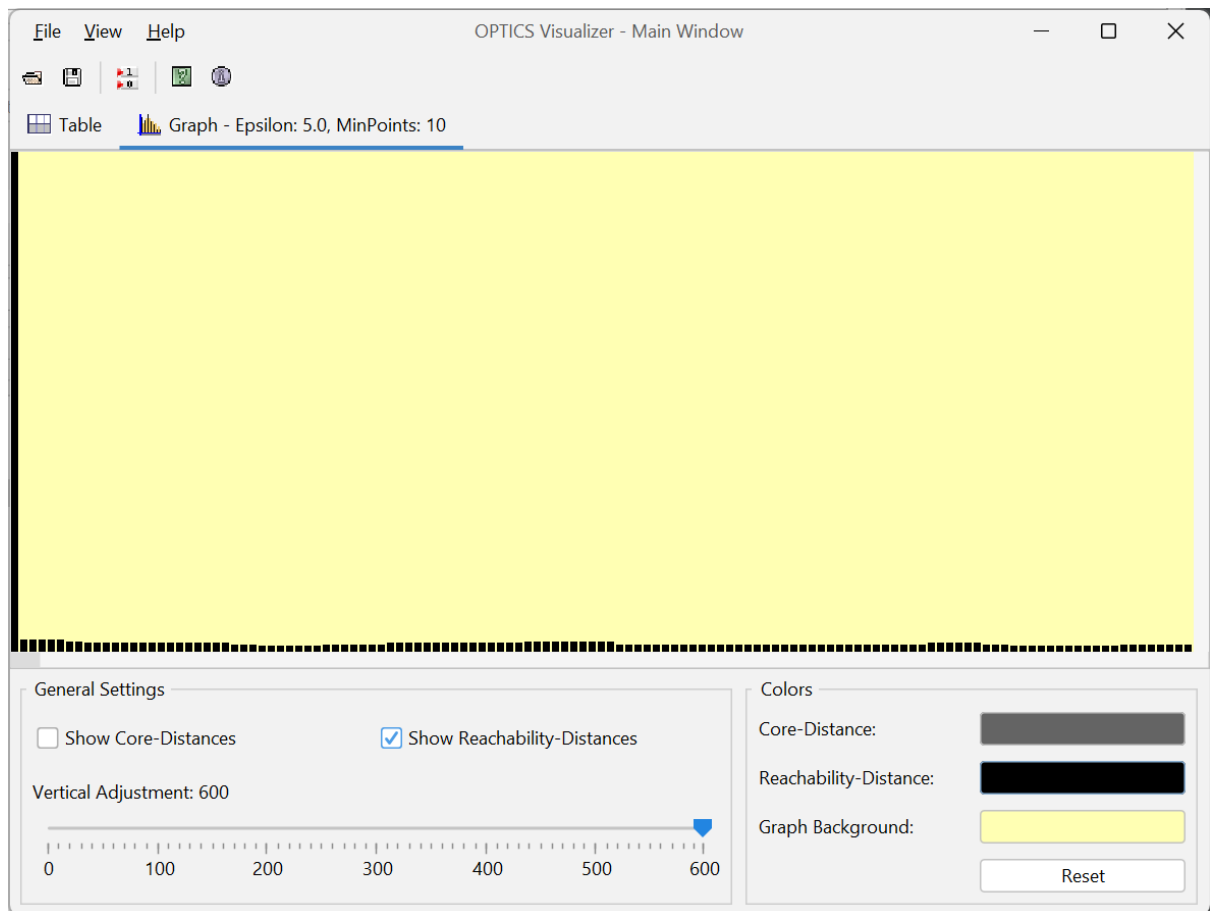 File View Help OPTICS Visualizer - Main Window
Table Graph - Epsilon: 5.0, MinPoints: 10
General Settings
Show Core-Distances Show Reachability-Distances
Vertical Adjustment: 600
0 100 200 300 400 500 600
Colors
Core-Distance:
Reachability-Distance:
Graph Background:
Reset